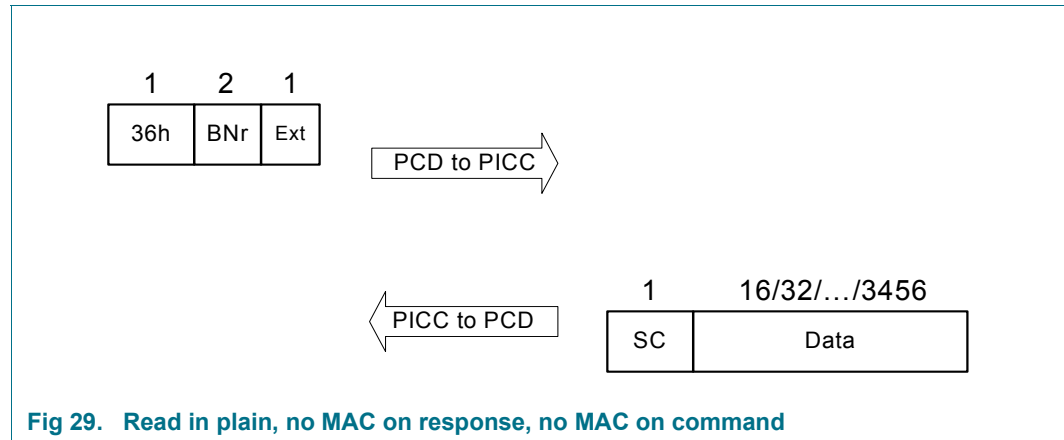 1 2 1
36h BNr Ext
PCD to PICC
1 16/32/…/3456
PICC to PCD
SC Data
Fig 29. Read in plain, no MAC on response, no MAC on command